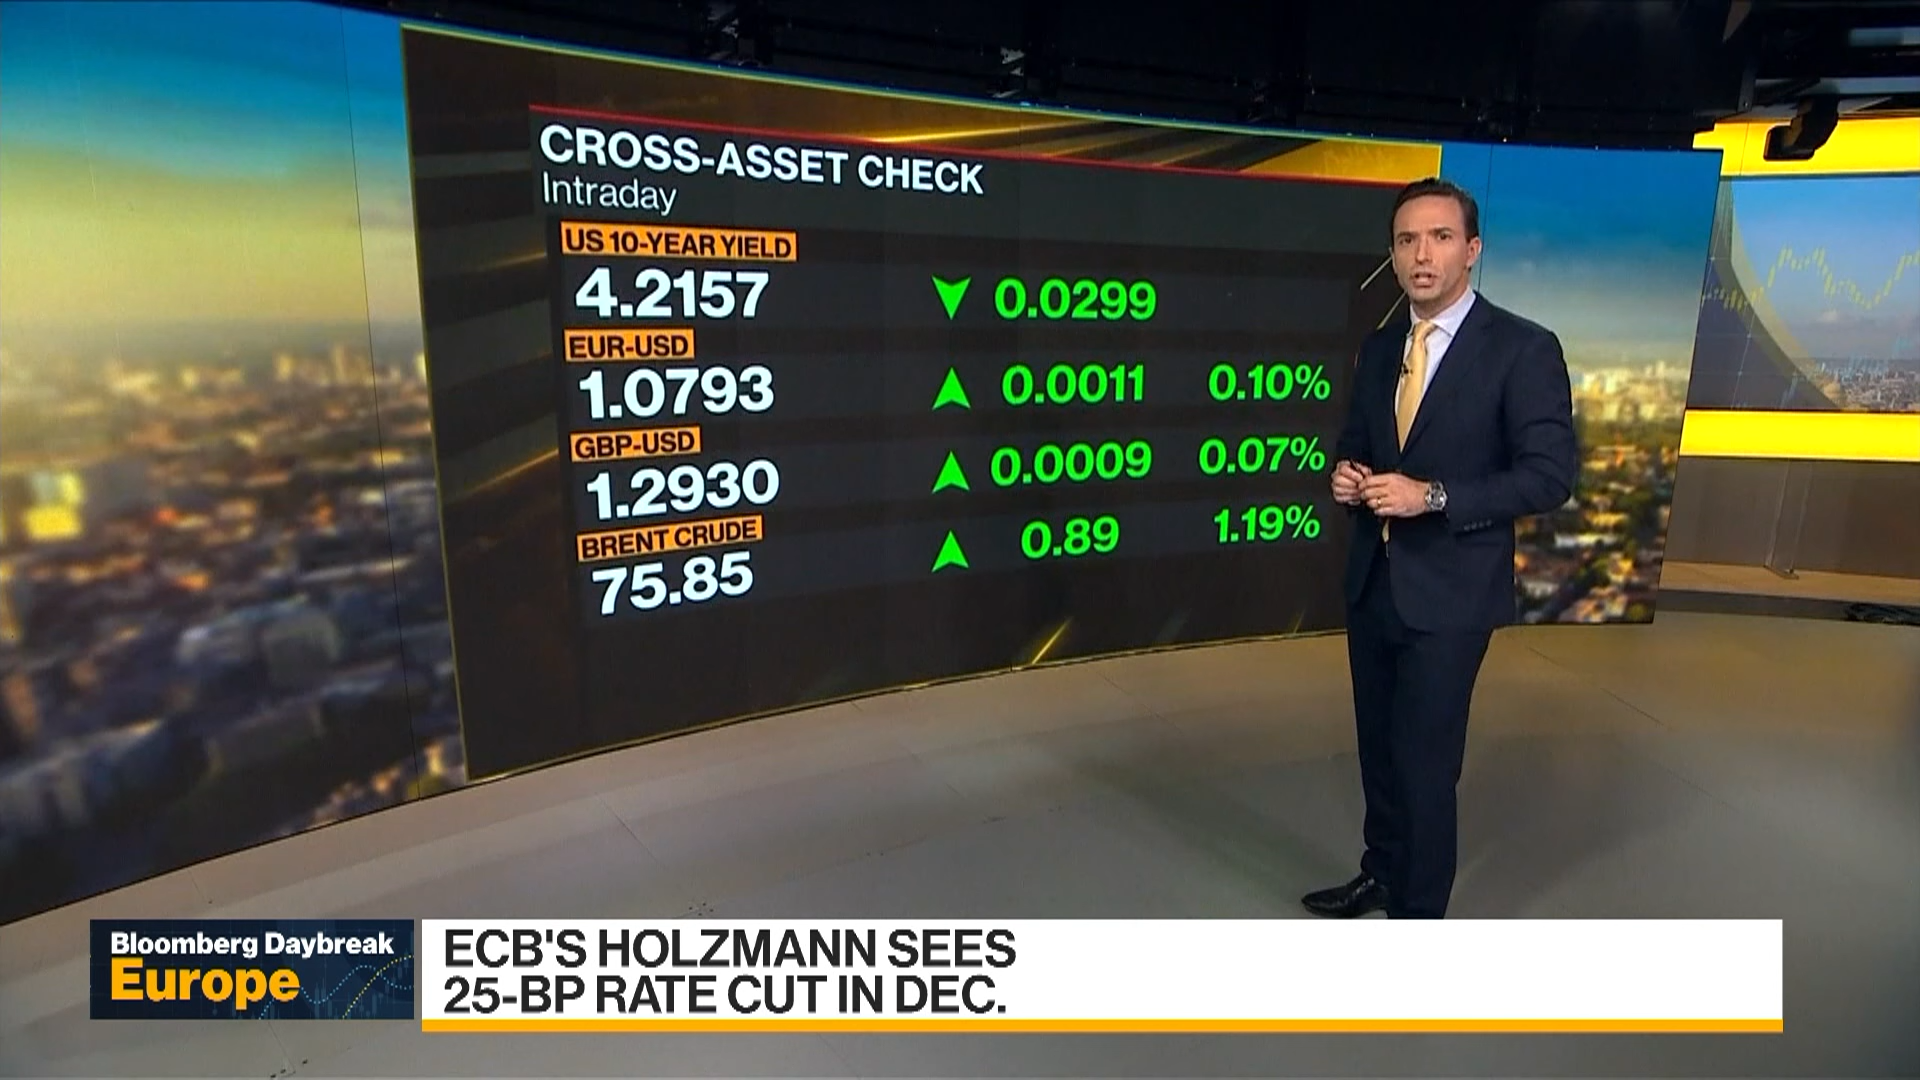 CROSS-ASSET CHECK
Intraday
US 10-YEAR YIELD
4.2157 ▼ 0.0299
EUR-USD
1.0793 ▲ 0.0011 0.10%
GBP-USD
1.2930 ▲ 0.0009 0.07%
BRENT CRUDE
75.85 ▲ 0.89 1.19%
Bloomberg Daybreak
Europe
ECB'S HOLZMANN SEES
25-BP RATE CUT IN DEC.